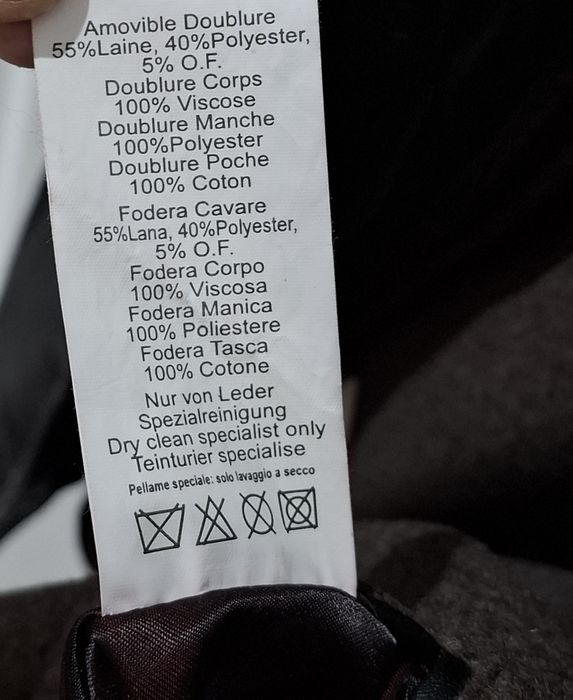 Amovible Doublure
55%Laine, 40%Polyester,
5% O.F.
Doublure Corps
100% Viscose
Doublure Manche
100%Polyester
Doublure Poche
100% Coton
Fodera Cavare
55%Lana, 40%Polyester,
5% O.F.
Fodera Corpo
100% Viscosa
Fodera Manica
100% Poliestere
Fodera Tasca
100% Cotone
Nur von Leder
Spezialreinigung
Dry clean specialist only
Teinturier specialise
Pellame speciale: solo lavaggio a secco